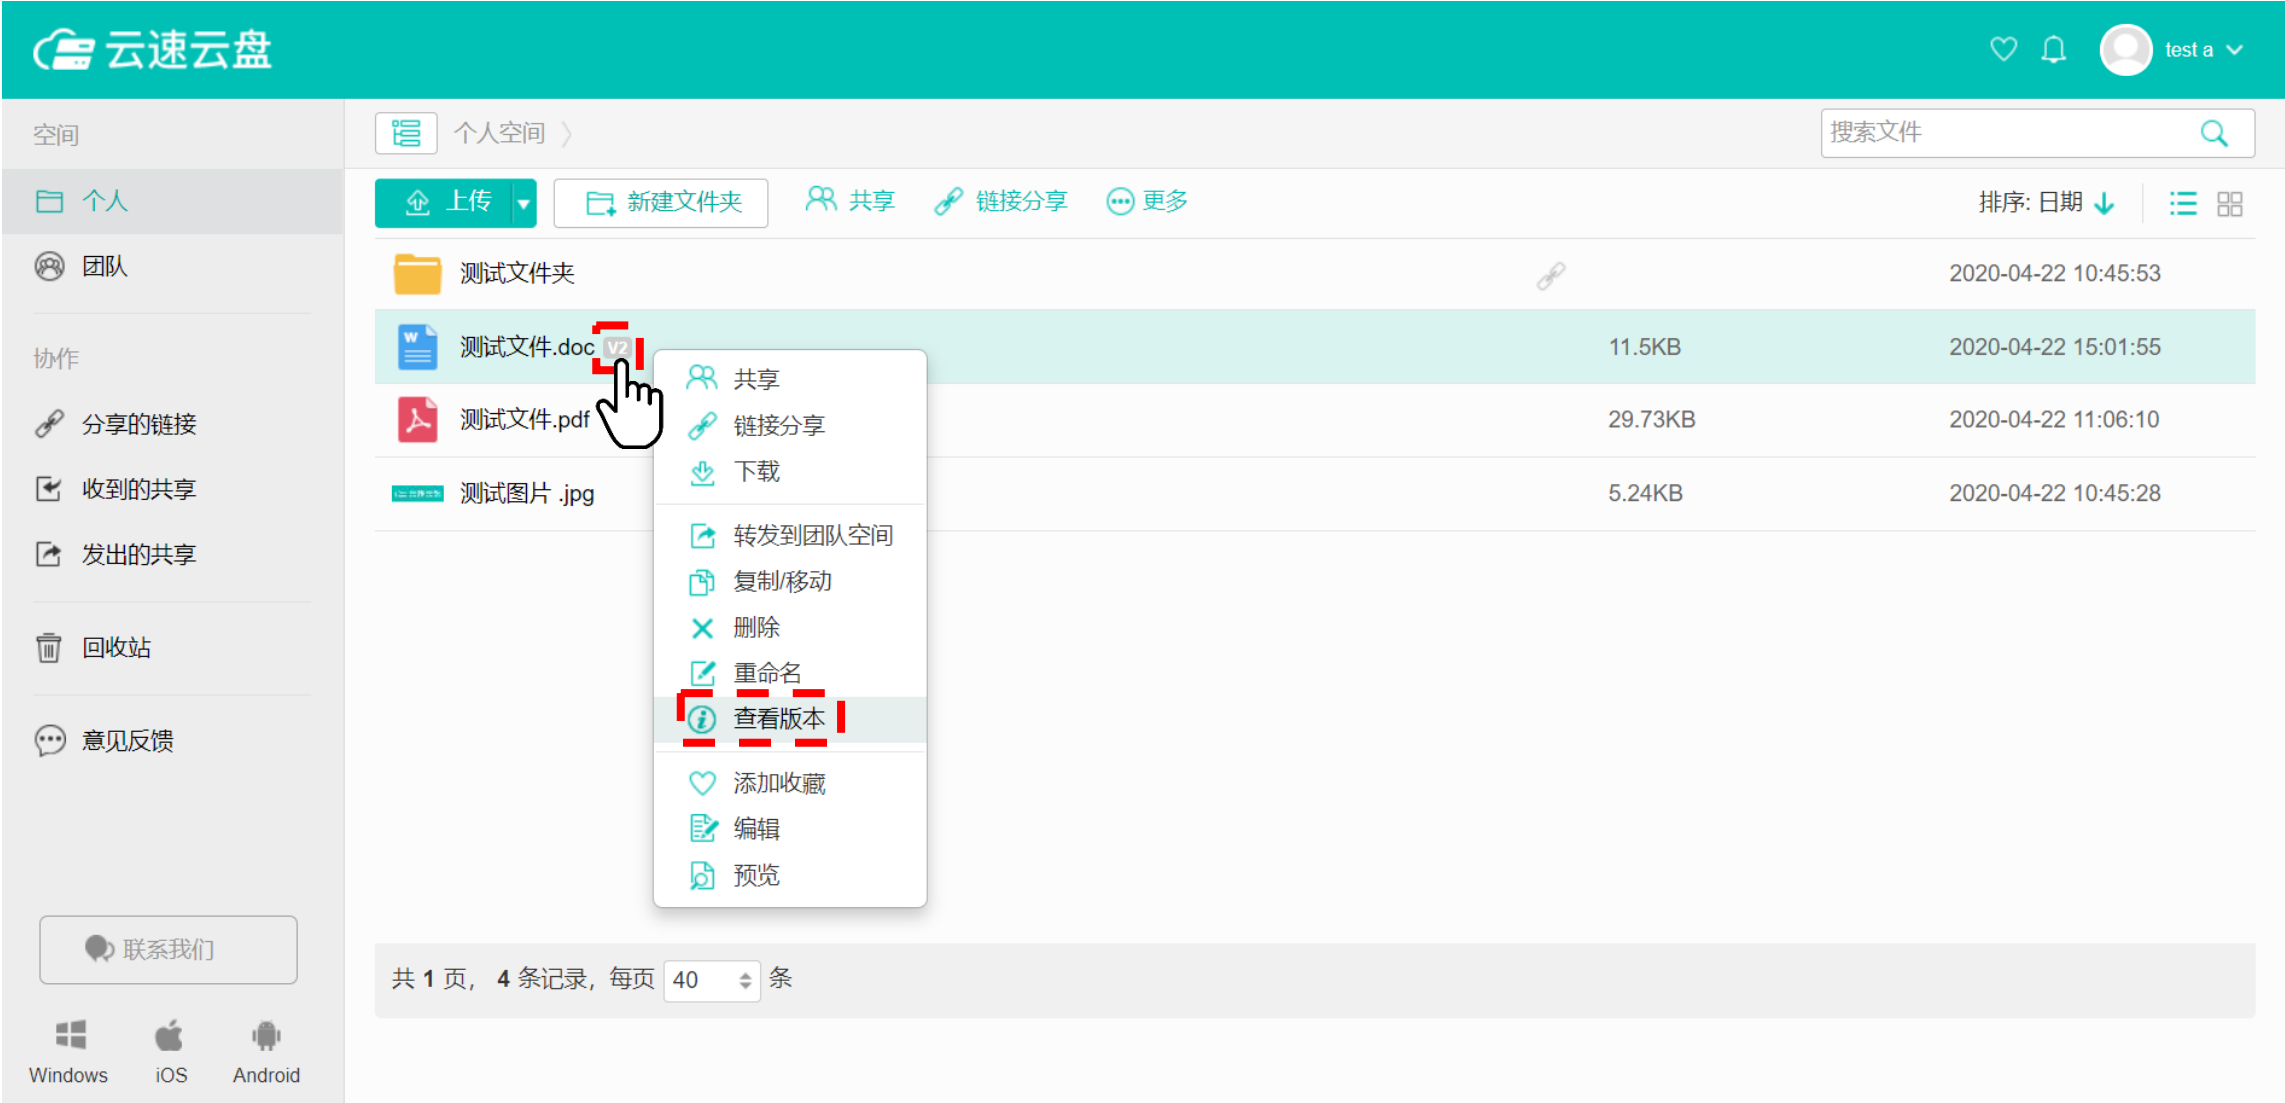 云速云盘
test a
空间
个人空间
搜索文件
个人
上传
新建文件夹
共享
链接分享
更多
排序: 日期
团队
测试文件夹
2020-04-22 10:45:53
协作
测试文件.doc V2
11.5KB
2020-04-22 15:01:55
测试文件.pdf
29.73KB
2020-04-22 11:06:10
测试图片 .jpg
5.24KB
2020-04-22 10:45:28
分享的链接
收到的共享
发出的共享
回收站
意见反馈
共享
链接分享
下载
转发到团队空间
复制/移动
删除
重命名
查看版本
添加收藏
编辑
预览
联系我们
共 1 页, 4 条记录, 每页 40 条
Windows
iOS
Android